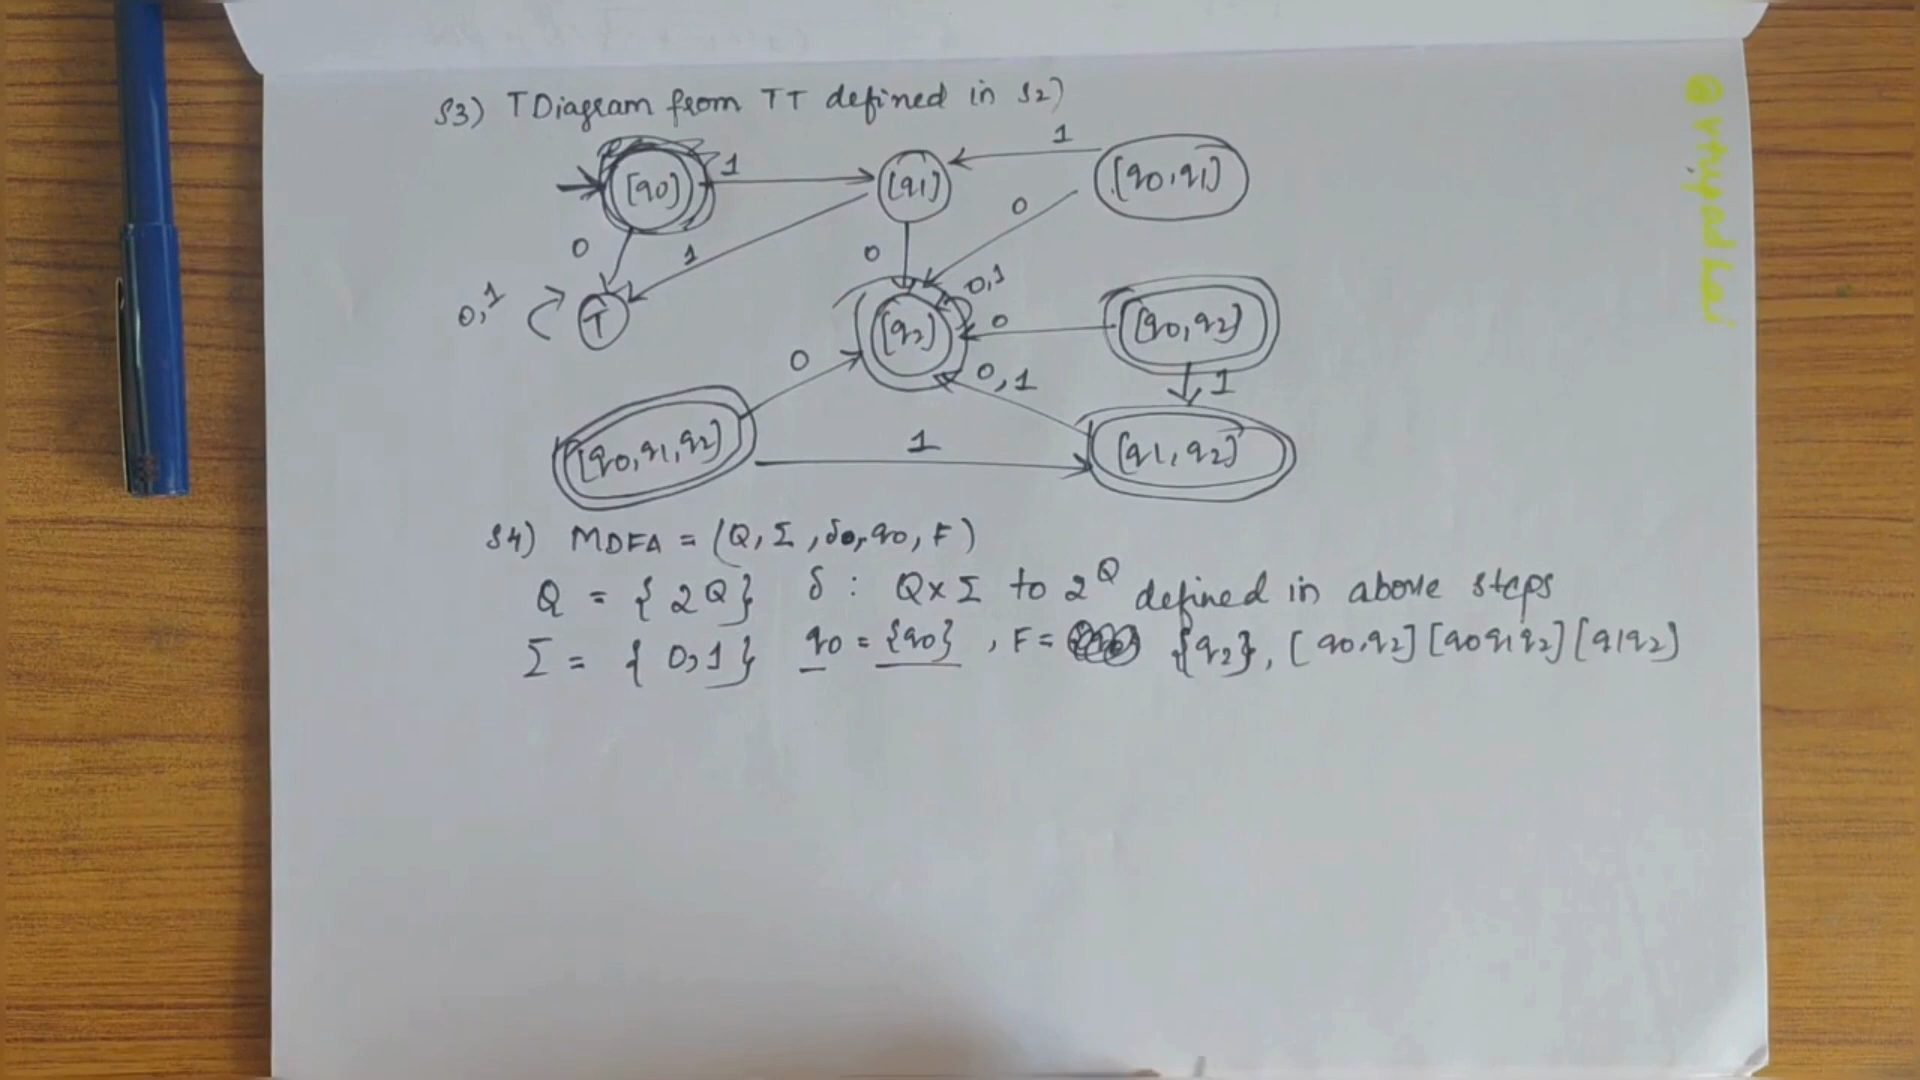 S3) TDiagram from TT defined in S2)
[q0] 1 [q1] 1 [q0,q1]
0 1 0 0
0,1 T [q2] 0,1 0 [q0,q2]
0 0,1 1
[q0,q1,q2] 1 [q1,q2]
S4) MDFA = (Q, Σ, δ, q0, F)
Q = {2Q} δ : Q×Σ to 2^Q defined in above steps
Σ = {0,1} q0 = {q0}, F = {q2}, [q0,q2] [q0q1q2] [q1q2]